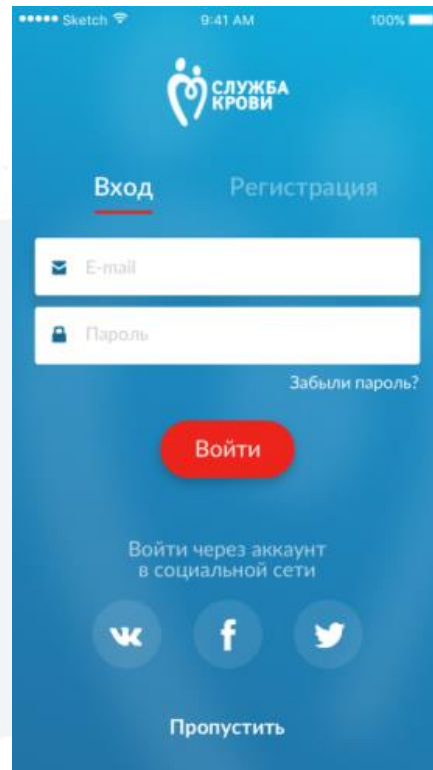 Sketch 9:41 AM 100%
СЛУЖБА
КРОВИ
Вход Регистрация
E-mail
Пароль
Забыли пароль?
Войти
Войти через аккаунт
в социальной сети
Пропустить